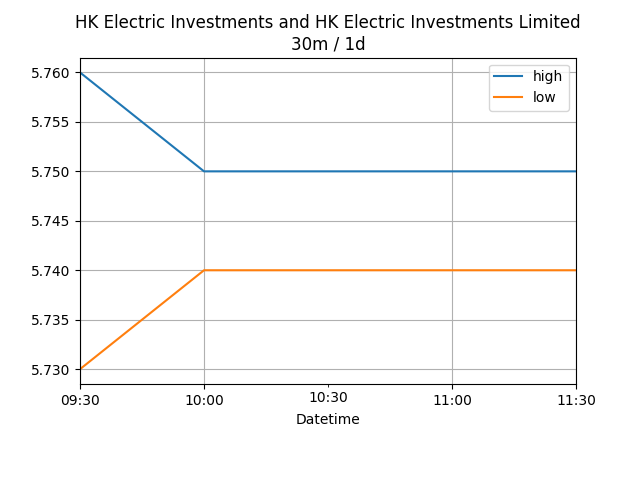 HK Electric Investments and HK Electric Investments Limited
30m / 1d
high
low
5.760
5.755
5.750
5.745
5.740
5.735
5.730
09:30 10:00 10:30 11:00 11:30
Datetime